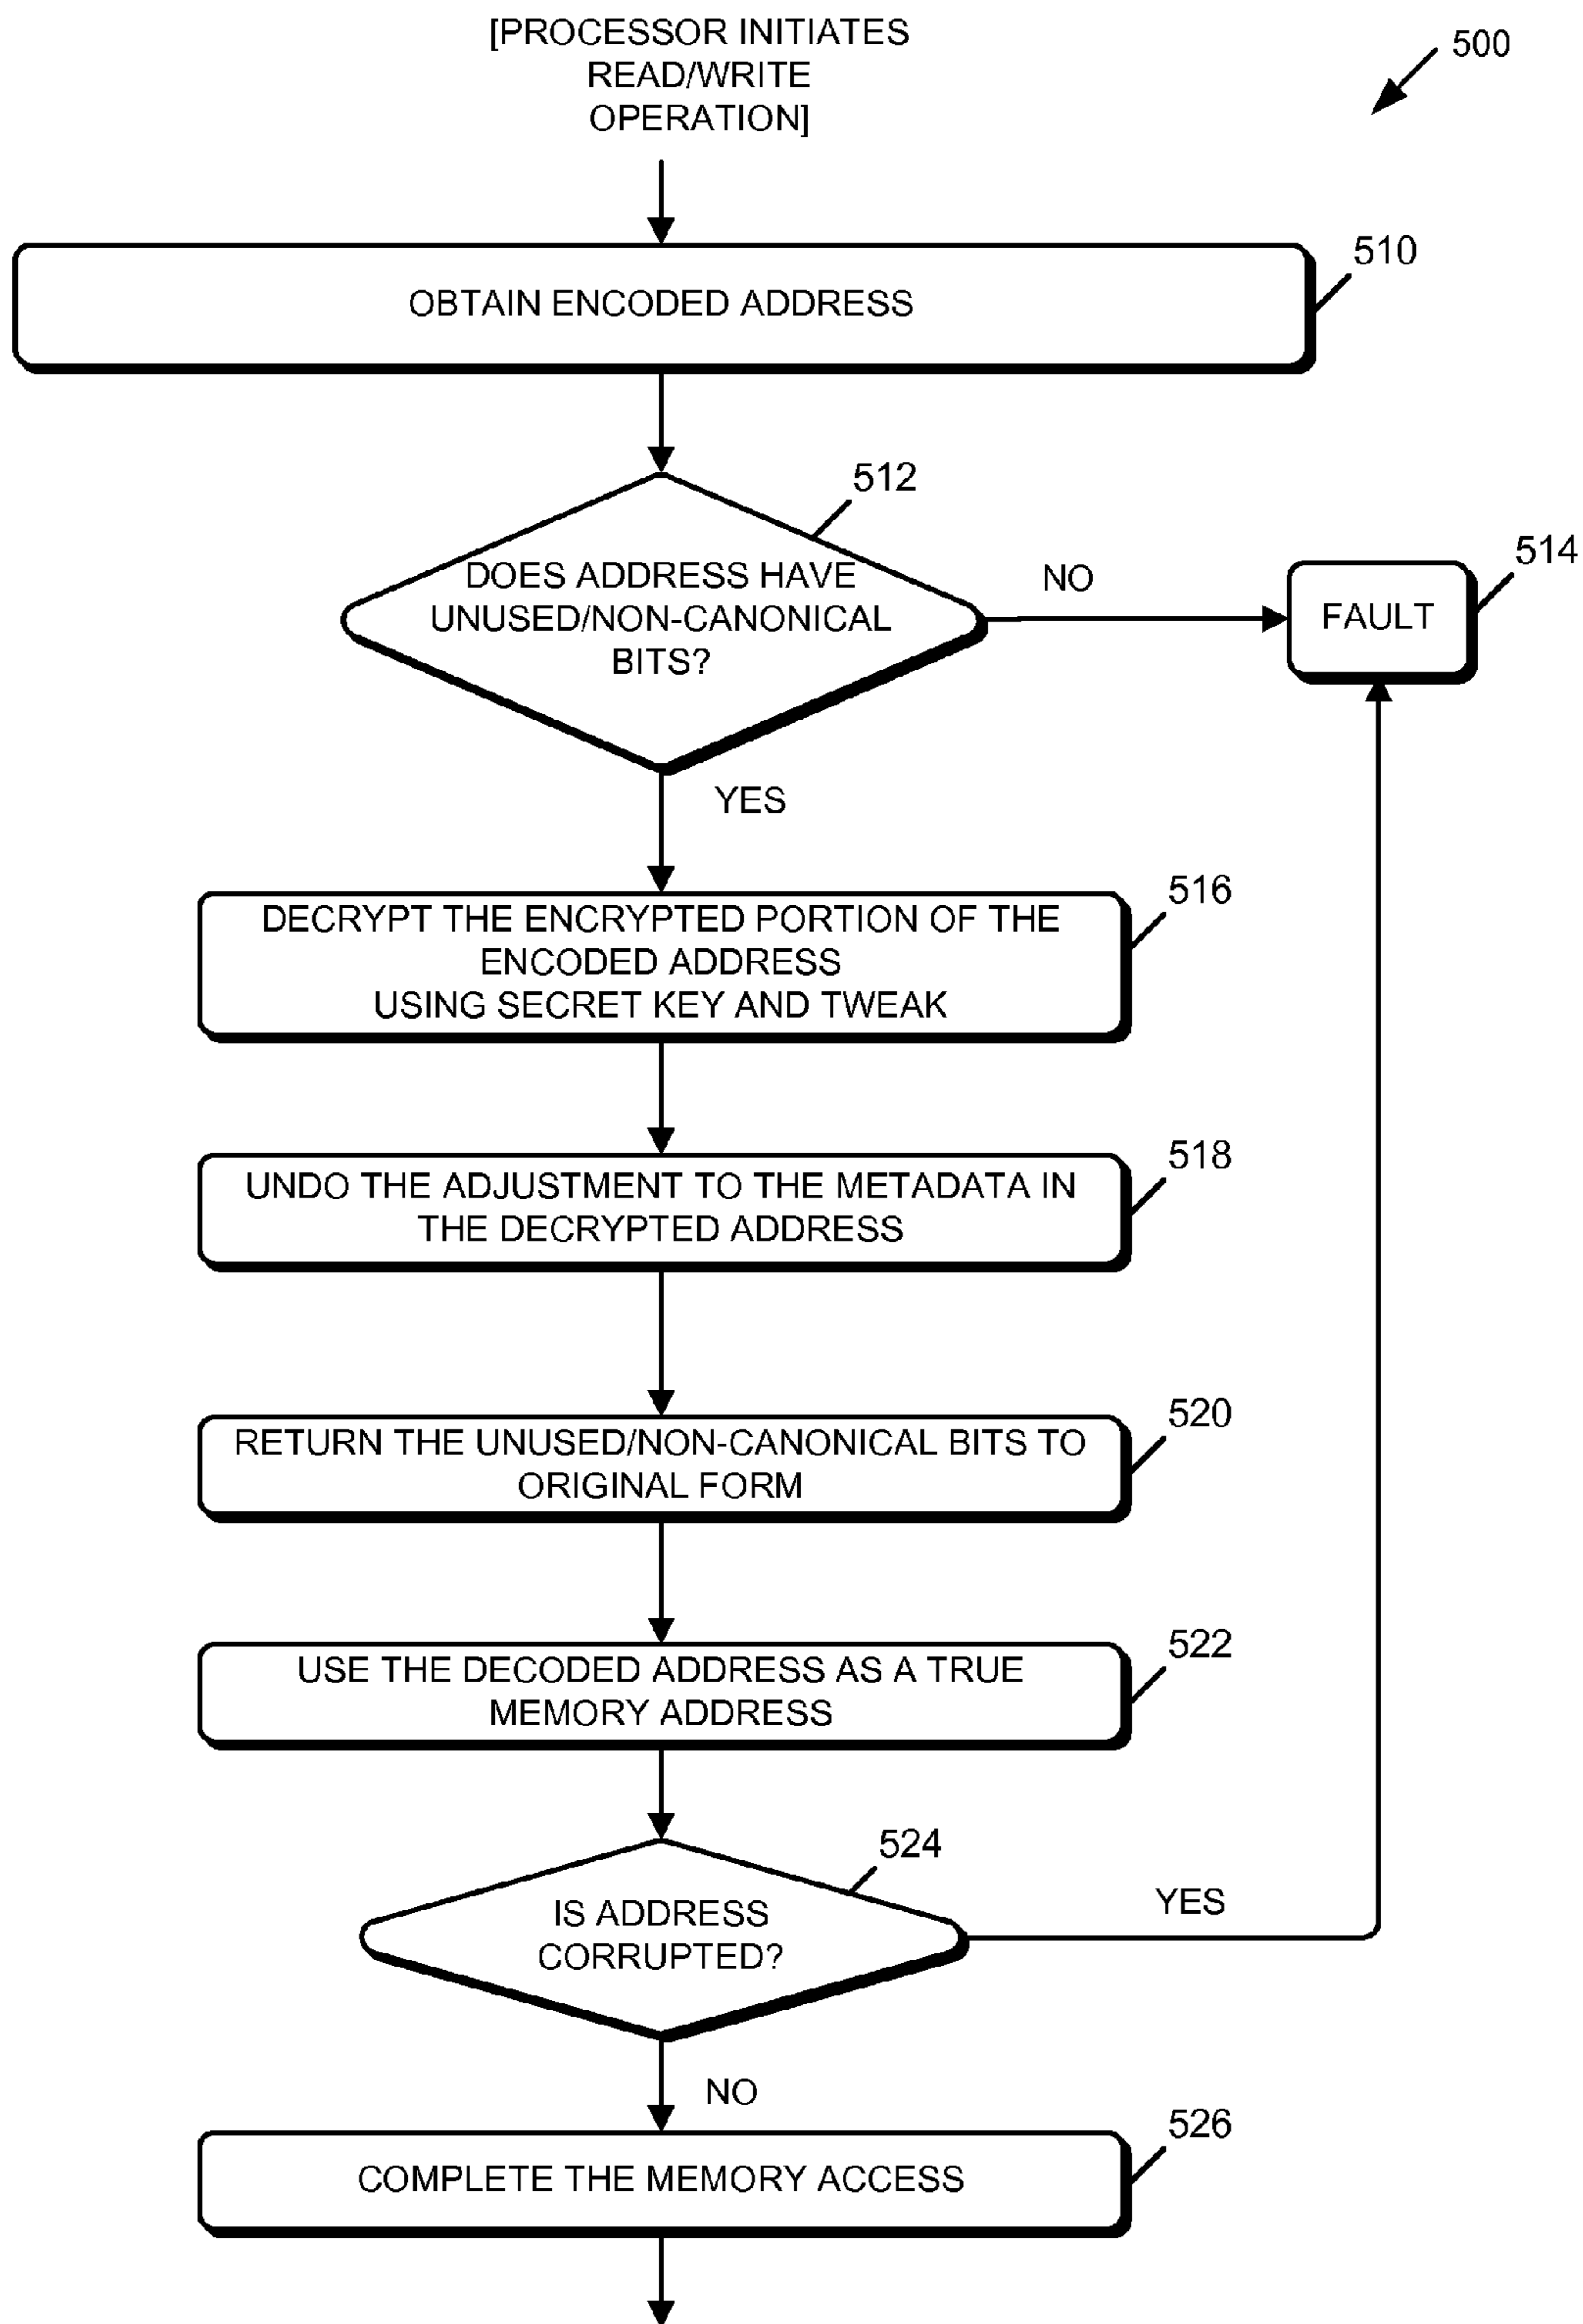 [PROCESSOR INITIATES
READ/WRITE
OPERATION]
500
510
OBTAIN ENCODED ADDRESS
512
DOES ADDRESS HAVE
UNUSED/NON-CANONICAL
BITS?
NO
514
FAULT
YES
516
DECRYPT THE ENCRYPTED PORTION OF THE
ENCODED ADDRESS
USING SECRET KEY AND TWEAK
518
UNDO THE ADJUSTMENT TO THE METADATA IN
THE DECRYPTED ADDRESS
520
RETURN THE UNUSED/NON-CANONICAL BITS TO
ORIGINAL FORM
522
USE THE DECODED ADDRESS AS A TRUE
MEMORY ADDRESS
524
IS ADDRESS
CORRUPTED?
YES
NO
526
COMPLETE THE MEMORY ACCESS